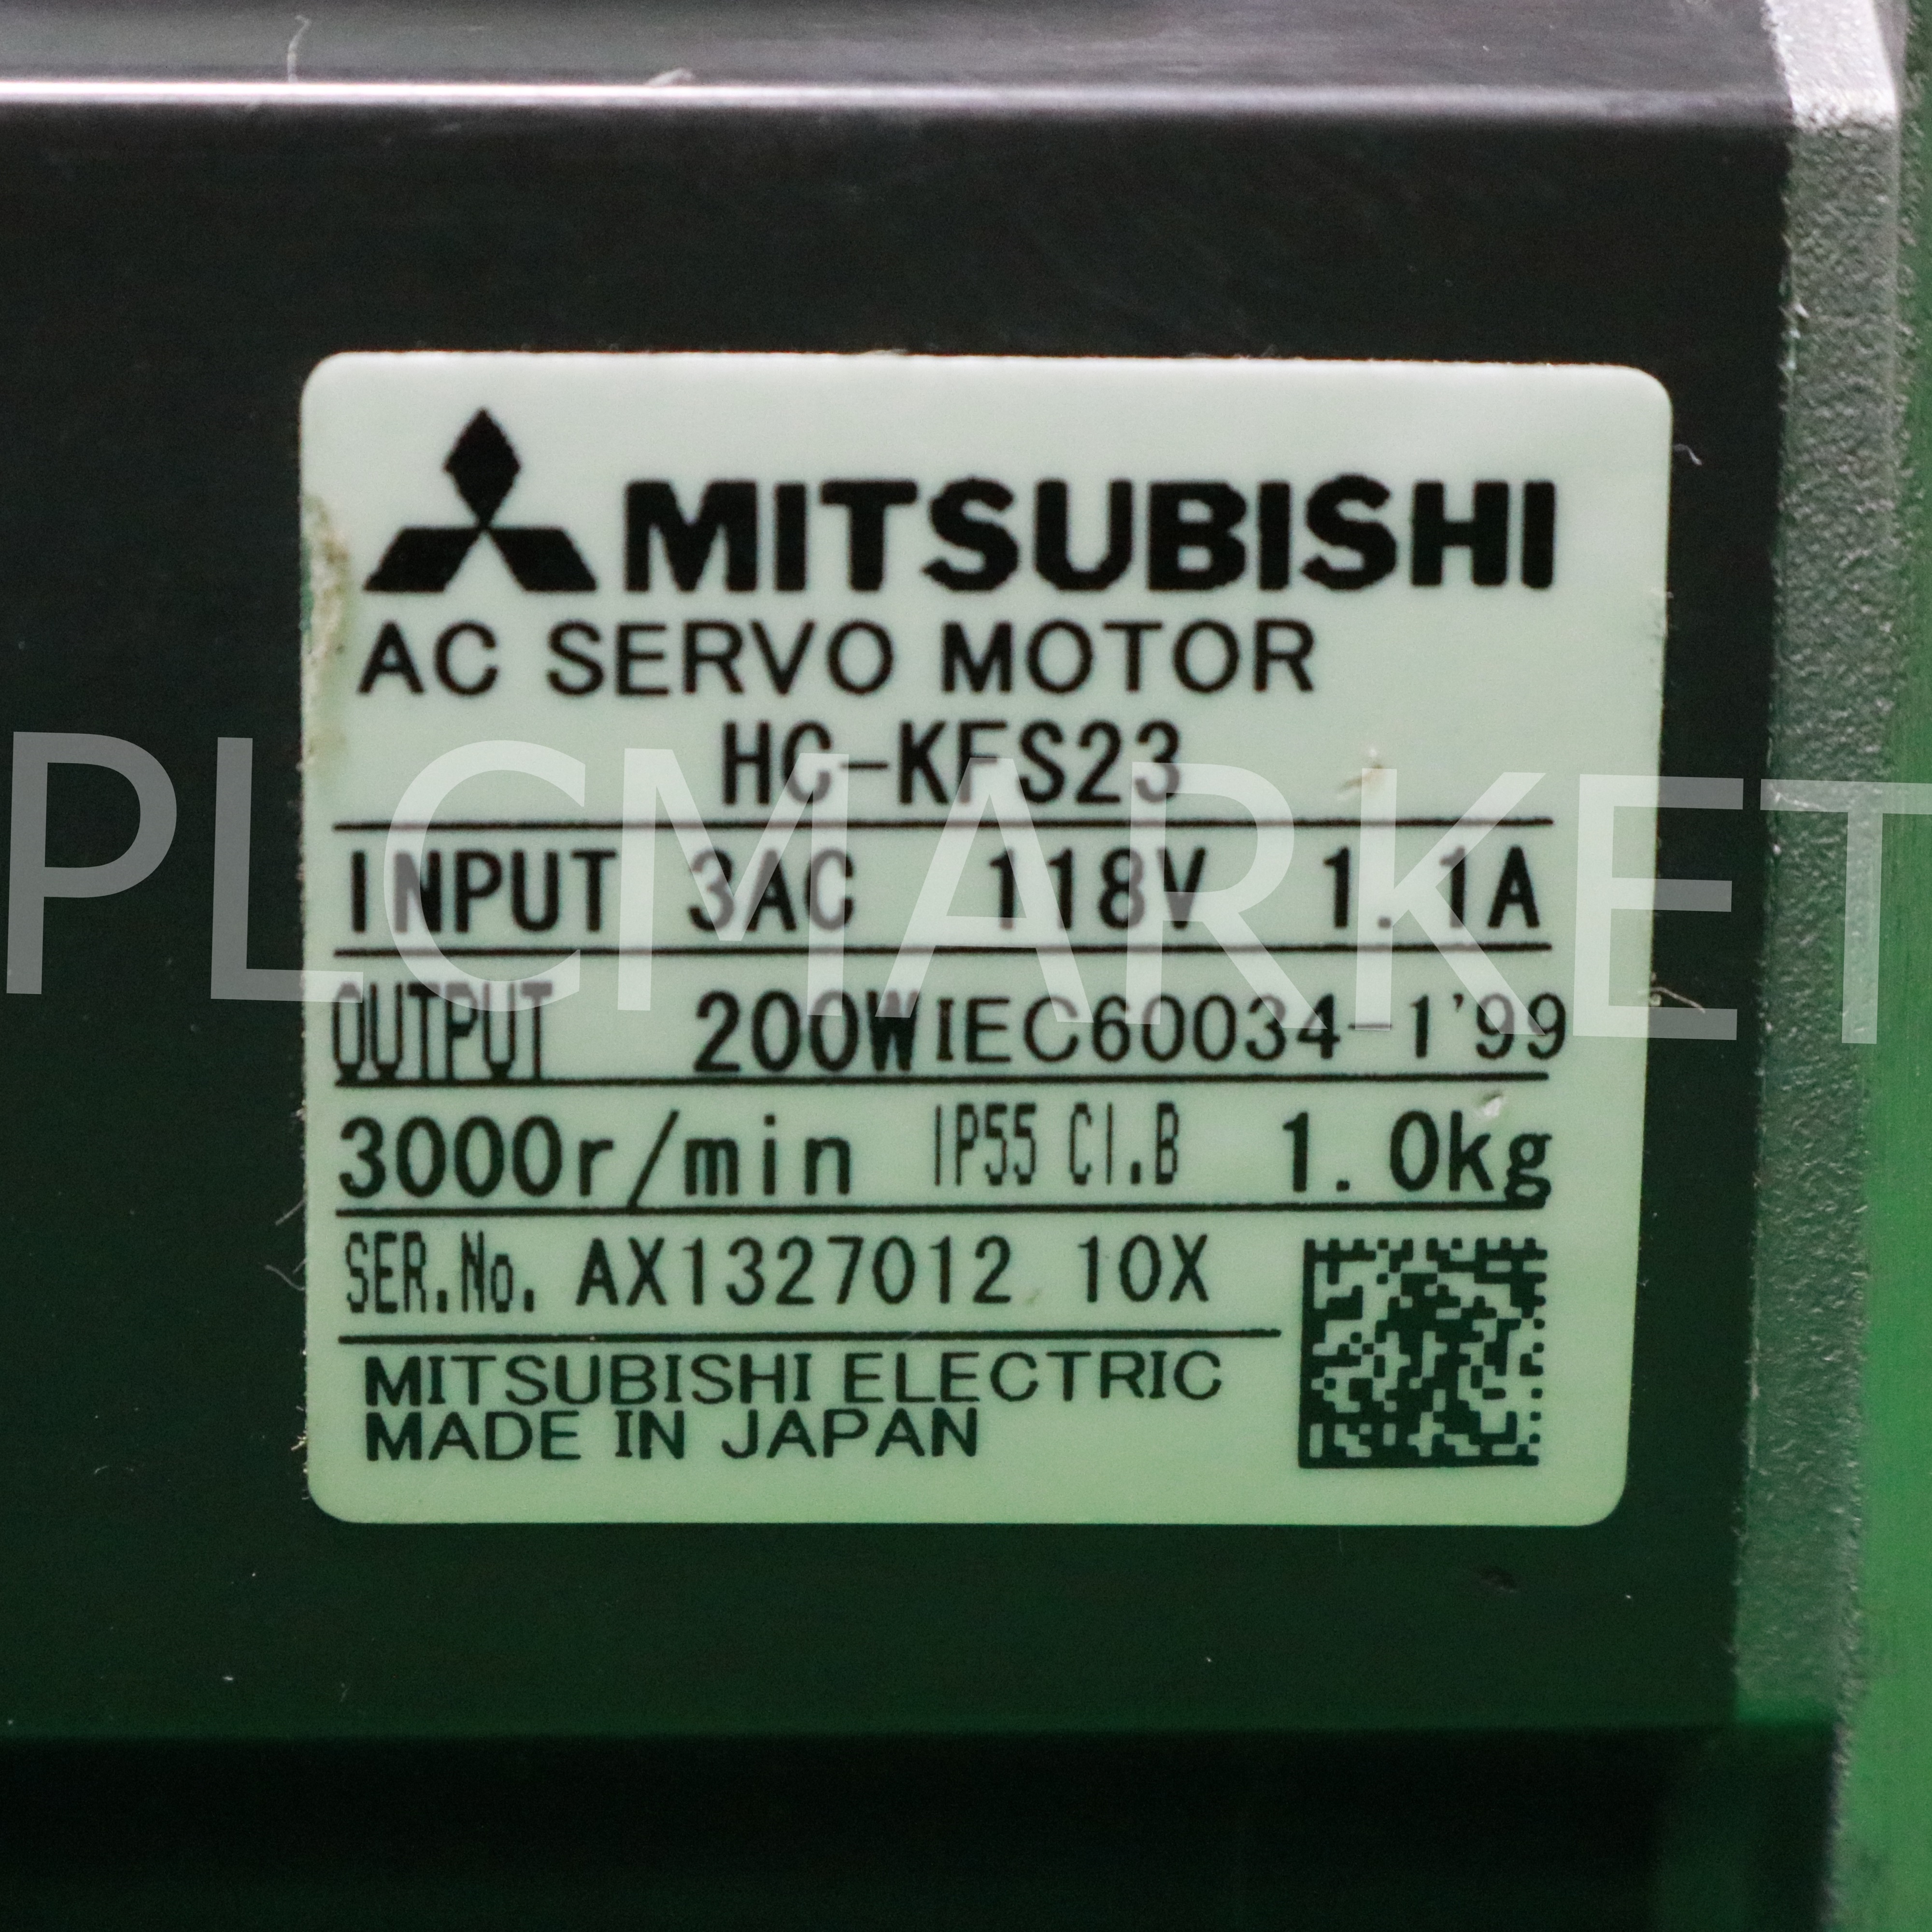 MITSUBISHI
AC SERVO MOTOR
HC-KFS23
PLCMARKET
INPUT 3AC 118V 1.1A
OUTPUT 200W IEC60034-1'99
3000r/min IP55 CI.B 1.0kg
SER.No. AX1327012 10X
MITSUBISHI ELECTRIC
MADE IN JAPAN